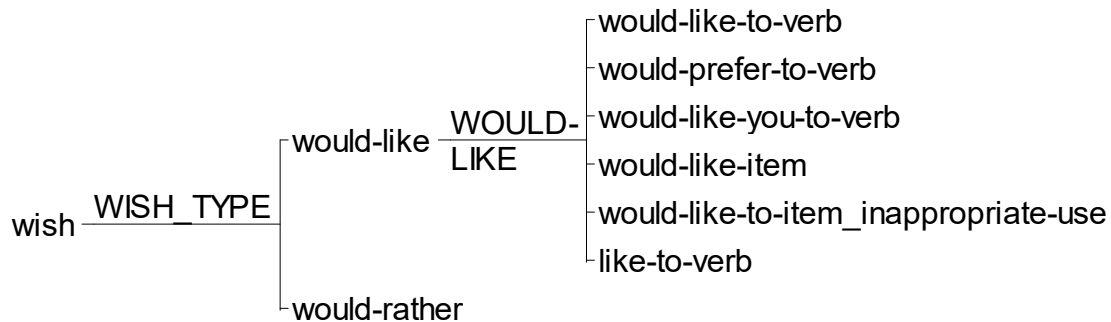 would-like-to-verb
would-prefer-to-verb
would-like-you-to-verb
would-like WOULD-
LIKE
would-like-item
wish WISH_TYPE
would-like-to-item_inappropriate-use
like-to-verb
would-rather